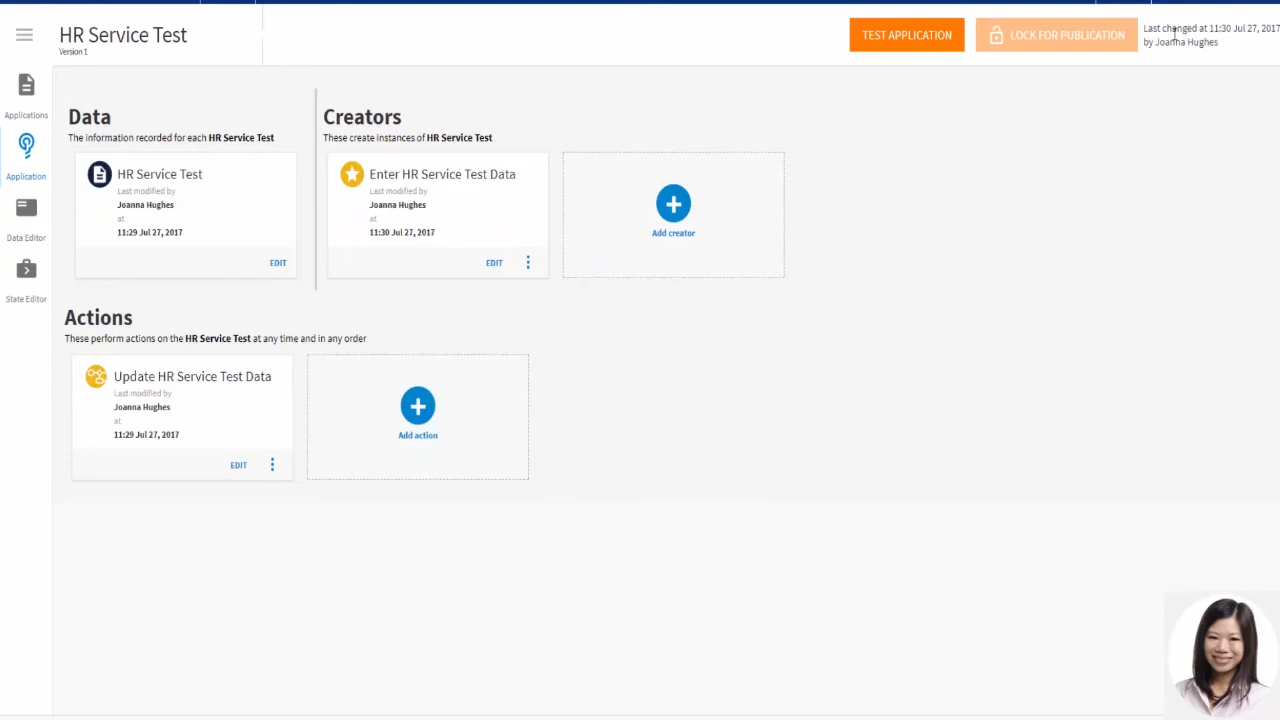 HR Service Test
Version 1
TEST APPLICATION
LOCK FOR PUBLICATION
Last changed at 11:30 Jul 27, 2017
by Joanna Hughes
Applications
Application
Data Editor
State Editor
Data
The information recorded for each HR Service Test
HR Service Test
Last modified by
Joanna Hughes
at
11:29 Jul 27, 2017
EDIT
Creators
These create instances of HR Service Test
Enter HR Service Test Data
Last modified by
Joanna Hughes
at
11:30 Jul 27, 2017
EDIT
Add creator
Actions
These perform actions on the HR Service Test at any time and in any order
Update HR Service Test Data
Last modified by
Joanna Hughes
at
11:29 Jul 27, 2017
EDIT
Add action